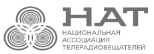 НАТ
НАЦИОНАЛЬНАЯ
АССОЦИАЦИЯ
ТЕЛЕРАДИОВЕЩАТЕЛЕЙ